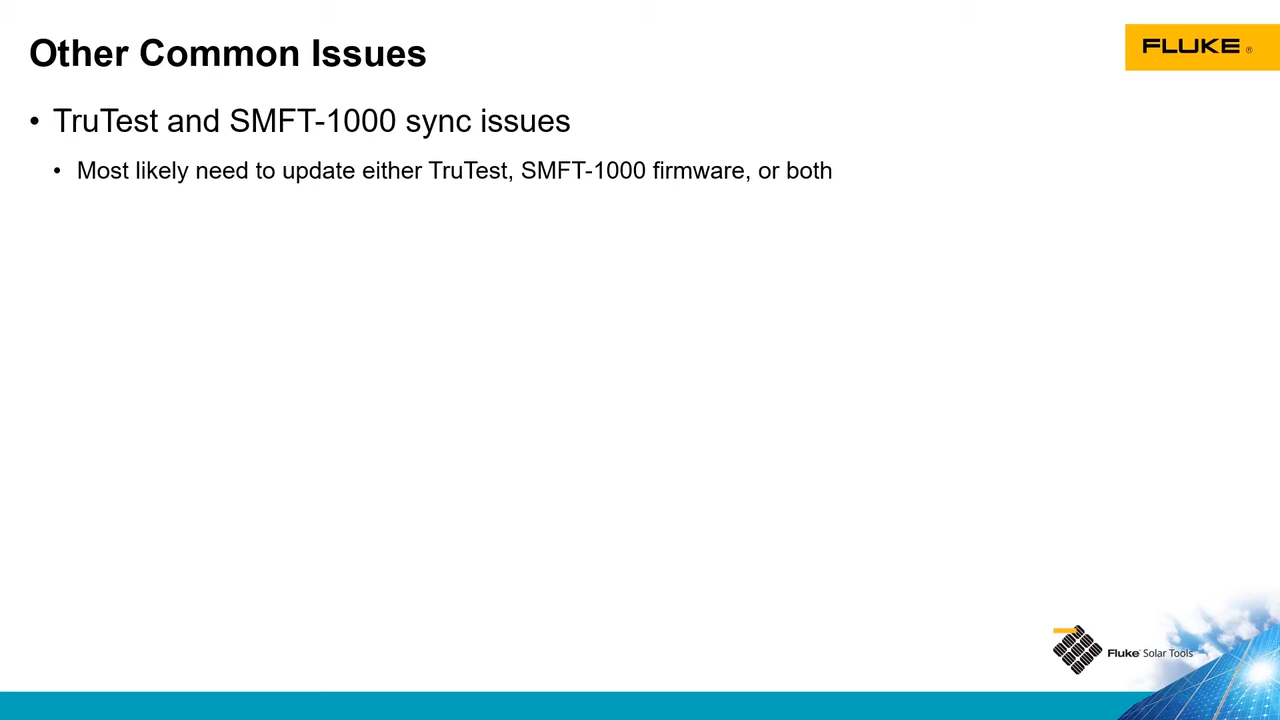 Other Common Issues
FLUKE ®
• TruTest and SMFT-1000 sync issues
• Most likely need to update either TruTest, SMFT-1000 firmware, or both
Fluke Solar Tools